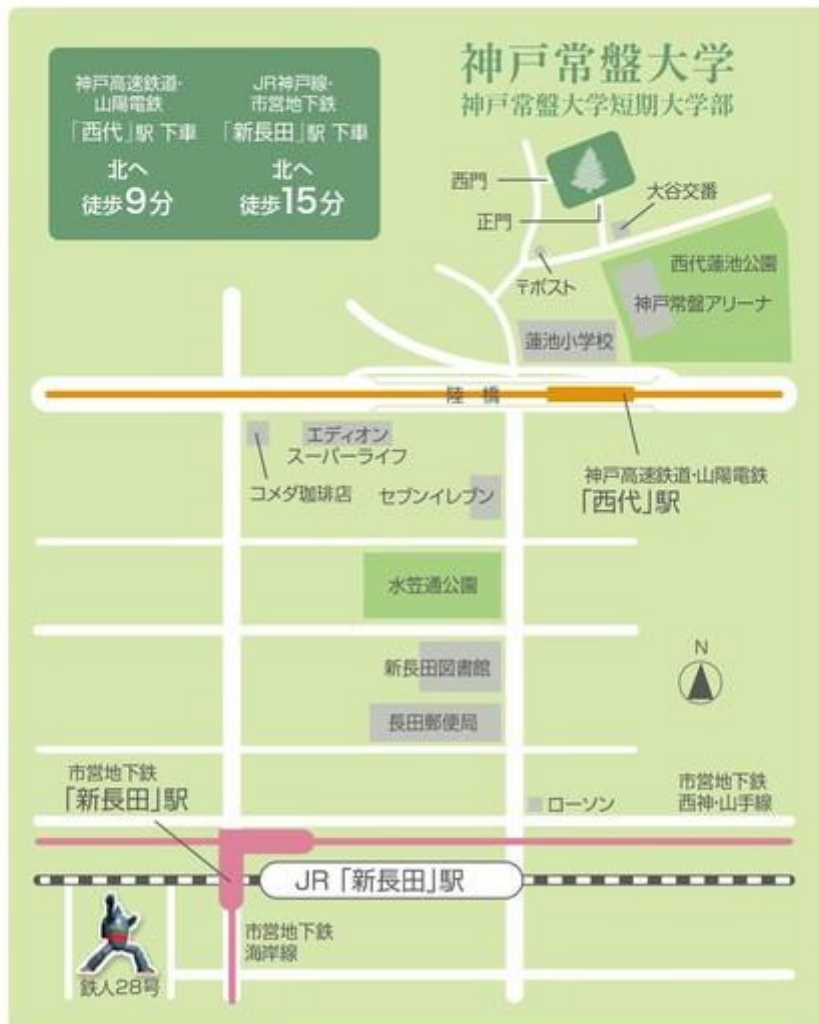 神戸高速鉄道・
山陽電鉄
「西代」駅 下車
北へ
徒歩9分
JR神戸線・
市営地下鉄
「新長田」駅 下車
北へ
徒歩15分
神戸常盤大学
神戸常盤大学短期大学部
西門
大谷交番
正門
〒ポスト
西代蓮池公園
神戸常盤アリーナ
蓮池小学校
陸橋
エディオン
スーパーライフ
コメダ珈琲店
セブンイレブン
神戸高速鉄道・山陽電鉄
「西代」駅
水笠通公園
新長田図書館
長田郵便局
N
市営地下鉄
「新長田」駅
ローソン
市営地下鉄
西神・山手線
JR「新長田」駅
市営地下鉄
海岸線
鉄人28号